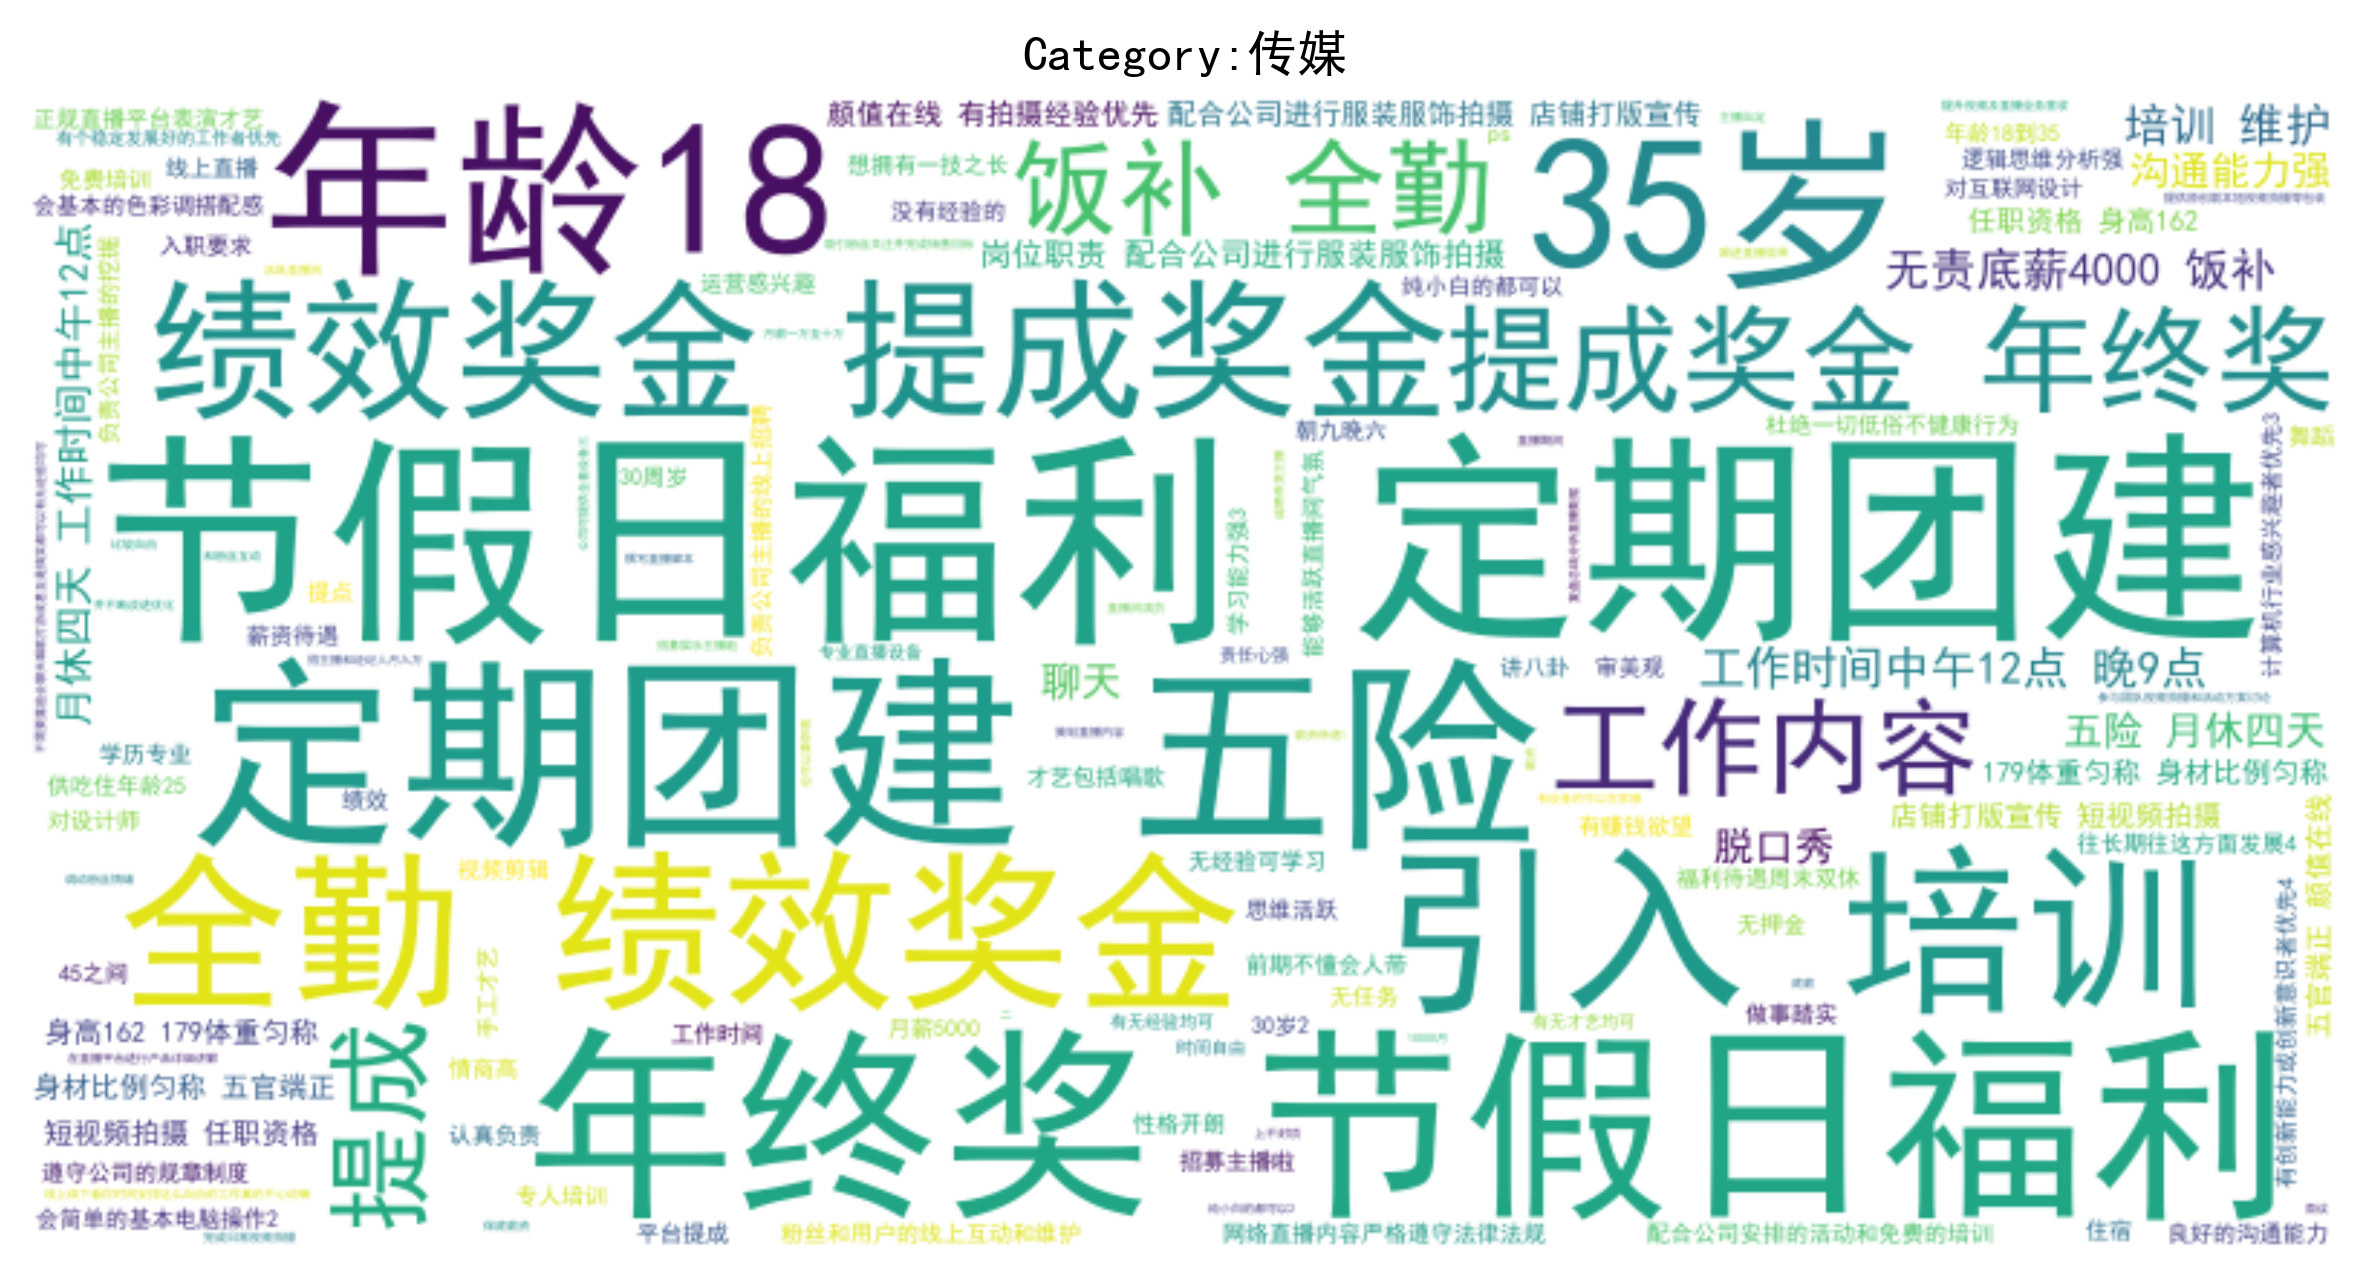 Category:传媒
正规直播平台表演才艺
有个稳定发展好的工作者优先
免费培训
线上直播
会基本的色彩调搭配感
入职要求
年龄18
颜值在线 有拍摄经验优先
配合公司进行服装服饰拍摄 店铺打版宣传
想拥有一技之长
没有经验的
饭补 全勤
ps
岗位职责 配合公司进行服装服饰拍摄
35岁
年龄18到35
培训 维护
逻辑思维分析强
沟通能力强
对互联网设计
任职资格 身高162
无责底薪4000 饭补
运营感兴趣
纯小白的都可以
月休四天 工作时间中午12点
负责公司主播的挖掘
绩效奖金 提成奖金
提成奖金 年终奖
朝九晚六
杜绝一切低俗不健康行为
舞蹈
计算机行业感兴趣者优先3
节假日福利 定期团建
30周岁
负责公司主播的线上招聘
学习能力强3
能够活跃直播间气氛
提点
薪资待遇
专业直播设备
责任心强
聊天
讲八卦
审美观
工作时间中午12点 晚9点
定期团建 五险
工作内容
五险 月休四天
学历专业
供吃住年龄25
绩效
对设计师
才艺包括唱歌
179体重匀称 身材比例匀称
有赚钱欲望
店铺打版宣传 短视频拍摄
脱口秀
往长期往这方面发展4
视频剪辑
无经验可学习
福利待遇周末双休
五官端正 颜值在线
全勤 绩效奖金
思维活跃
引入 培训
无押金
45之间
手工才艺
前期不懂会人带
无任务
做事踏实
有创新能力或创新意识者优先4
身高162 179体重匀称
工作时间
月薪5000
有无经验均可
30岁2
有无才艺均可
时间自由
情商高
身材比例匀称 五官端正
提成
年终奖 节假日福利
短视频拍摄 任职资格
认真负责
性格开朗
招募主播啦
遵守公司的规章制度
专人培训
会简单的基本电脑操作2
平台提成
粉丝和用户的线上互动和维护
网络直播内容严格遵守法律法规
配合公司安排的活动和免费的培训
住宿
良好的沟通能力